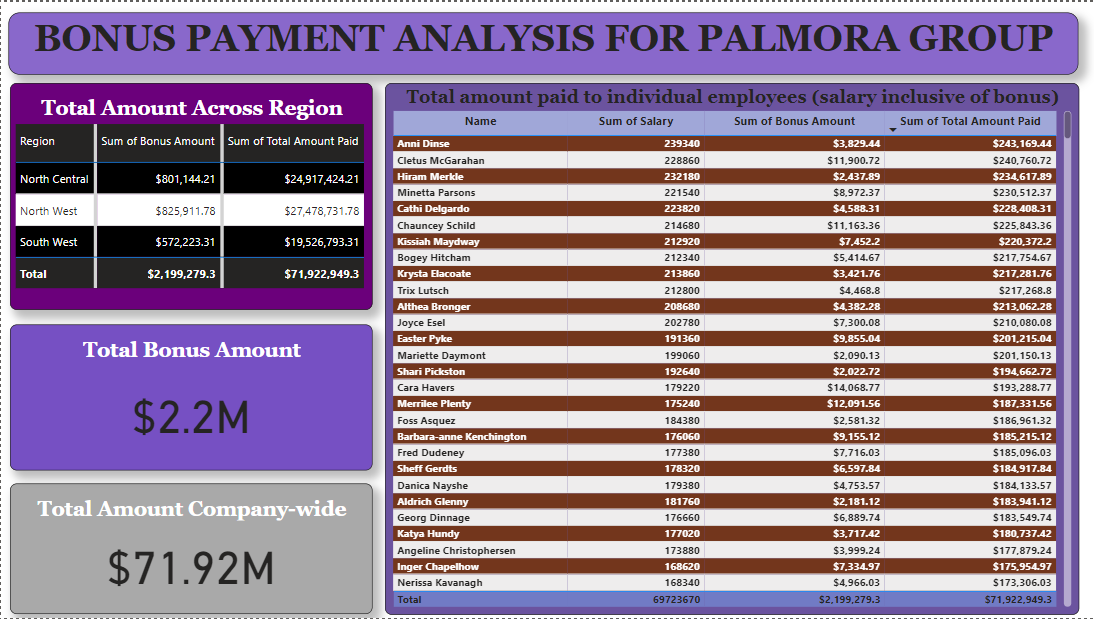 BONUS PAYMENT ANALYSIS FOR PALMORA GROUP
Total Amount Across Region
Region Sum of Bonus Amount Sum of Total Amount Paid
North Central $801,144.21 $24,917,424.21
North West $825,911.78 $27,478,731.78
South West $572,223.31 $19,526,793.31
Total $2,199,279.3 $71,922,949.3
Total Bonus Amount
$2.2M
Total Amount Company-wide
$71.92M
Total amount paid to individual employees (salary inclusive of bonus)
Name Sum of Salary Sum of Bonus Amount Sum of Total Amount Paid
Anni Dinse 239340 $3,829.44 $243,169.44
Cletus McGarahan 228860 $11,900.72 $240,760.72
Hiram Merkle 232180 $2,437.89 $234,617.89
Minetta Parsons 221540 $8,972.37 $230,512.37
Cathi Delgardo 223820 $4,588.31 $228,408.31
Chauncey Schild 214680 $11,163.36 $225,843.36
Kissiah Maydway 212920 $7,452.2 $220,372.2
Bogey Hitcham 212340 $5,414.67 $217,754.67
Krysta Elacoate 213860 $3,421.76 $217,281.76
Trix Lutsch 212800 $4,468.8 $217,268.8
Althea Bronger 208680 $4,382.28 $213,062.28
Joyce Esel 202780 $7,300.08 $210,080.08
Easter Pyke 191360 $9,855.04 $201,215.04
Mariette Daymont 199060 $2,090.13 $201,150.13
Shari Pickston 192640 $2,022.72 $194,662.72
Cara Havers 179220 $14,068.77 $193,288.77
Merrilee Plenty 175240 $12,091.56 $187,331.56
Foss Asquez 184380 $2,581.32 $186,961.32
Barbara-anne Kenchington 176060 $9,155.12 $185,215.12
Fred Dudeney 177380 $7,716.03 $185,096.03
Sheff Gerdts 178320 $6,597.84 $184,917.84
Danica Nayshe 179380 $4,753.57 $184,133.57
Aldrich Glenny 181760 $2,181.12 $183,941.12
Georg Dinnage 176660 $6,889.74 $183,549.74
Katya Hundy 177020 $3,717.42 $180,737.42
Angeline Christophersen 173880 $3,999.24 $177,879.24
Inger Chapelhow 168620 $7,334.97 $175,954.97
Nerissa Kavanagh 168340 $4,966.03 $173,306.03
Total 69723670 $2,199,279.3 $71,922,949.3